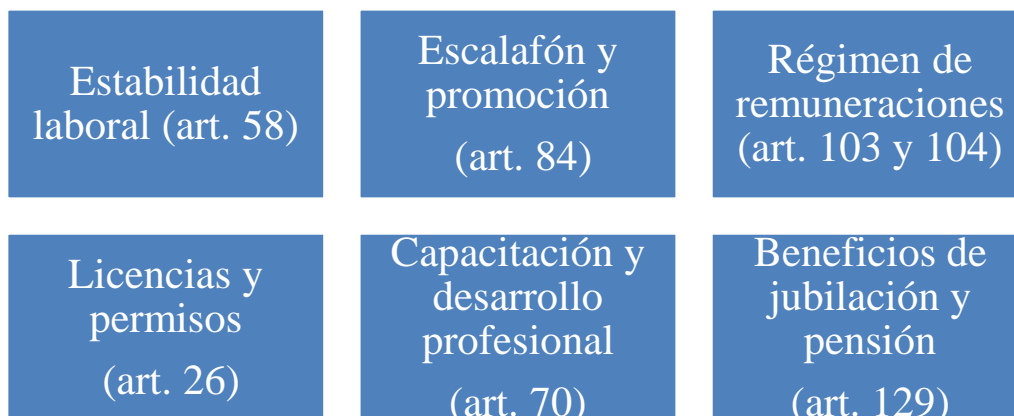 Estabilidad
laboral (art. 58)
Escalafón y
promoción
(art. 84)
Régimen de
remuneraciones
(art. 103 y 104)
Licencias y
permisos
(art. 26)
Capacitación y
desarrollo
profesional
(art. 70)
Beneficios de
jubilación y
pensión
(art. 129)